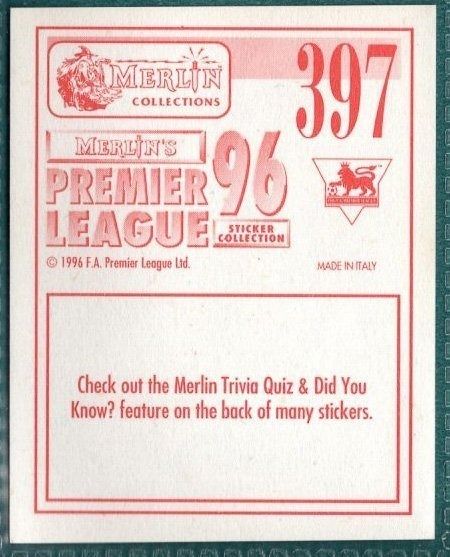 MERLIN
COLLECTIONS
397
MERLIN'S
PREMIER
LEAGUE
96
STICKER
COLLECTION
© 1996 F.A. Premier League Ltd.
MADE IN ITALY
Check out the Merlin Trivia Quiz & Did You
Know? feature on the back of many stickers.